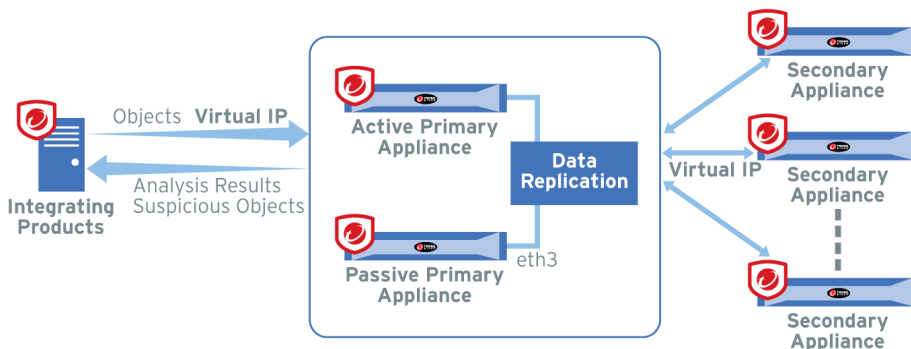 Objects Virtual IP
Analysis Results
Suspicious Objects
Integrating
Products
Active Primary
Appliance
Data
Replication
eth3
Passive Primary
Appliance
Virtual IP
Secondary
Appliance
Secondary
Appliance
Secondary
Appliance